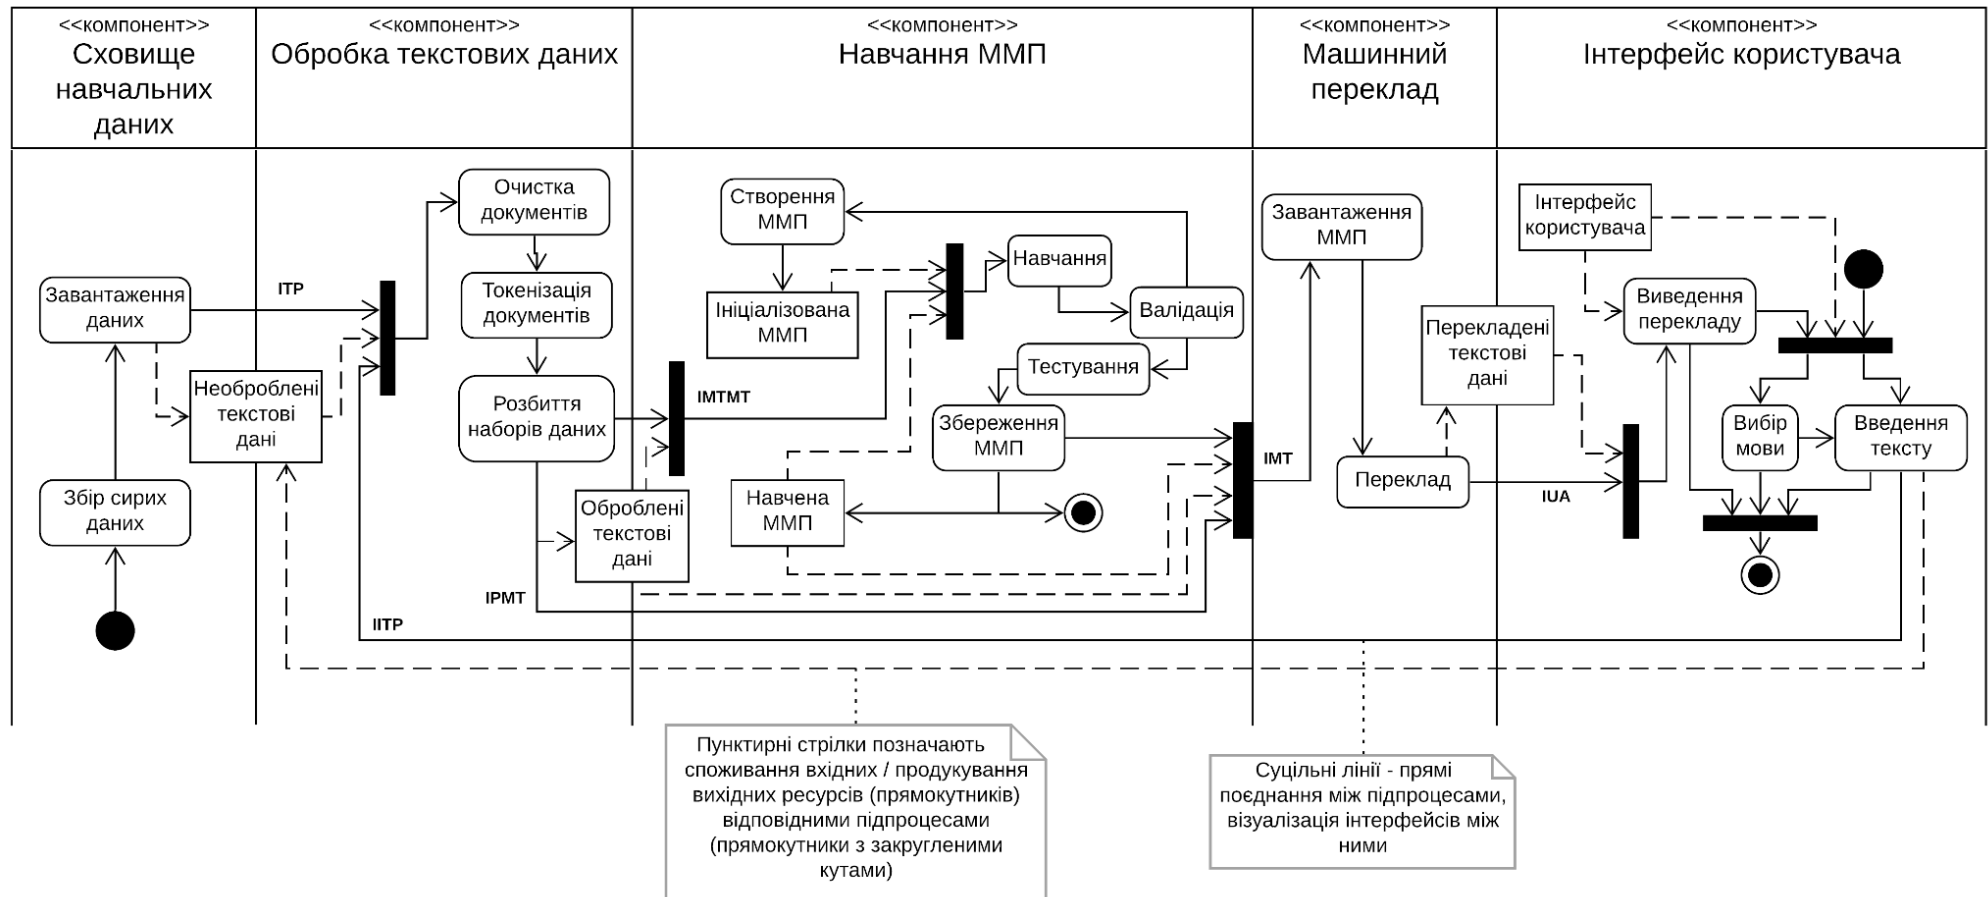 <<компонент>>
Сховище
навчальних
даних
<<компонент>>
Обробка текстових даних
<<компонент>>
Навчання ММП
<<компонент>>
Машинний
переклад
<<компонент>>
Інтерфейс користувача
Завантаження
даних
Збір сирих
даних
ITP
Необроблені
текстові
дані
Очистка
документів
Токенізація
документів
Розбиття
наборів даних
Оброблені
текстові
дані
IPMT
IITP
Створення
ММП
Ініціалізована
ММП
IMTMT
Навчання
Валідація
Тестування
Збереження
ММП
Навчена
ММП
Завантаження
ММП
IMT
Переклад
Перекладені
текстові
дані
IUA
Інтерфейс
користувача
Виведення
перекладу
Вибір
мови
Введення
тексту
Пунктирні стрілки позначають
споживання вхідних / продукування
вихідних ресурсів (прямокутників)
відповідними підпроцесами
(прямокутники з закругленими
кутами)
Суцільні лінії - прямі
поєднання між підпроцесами,
візуалізація інтерфейсів між
ними